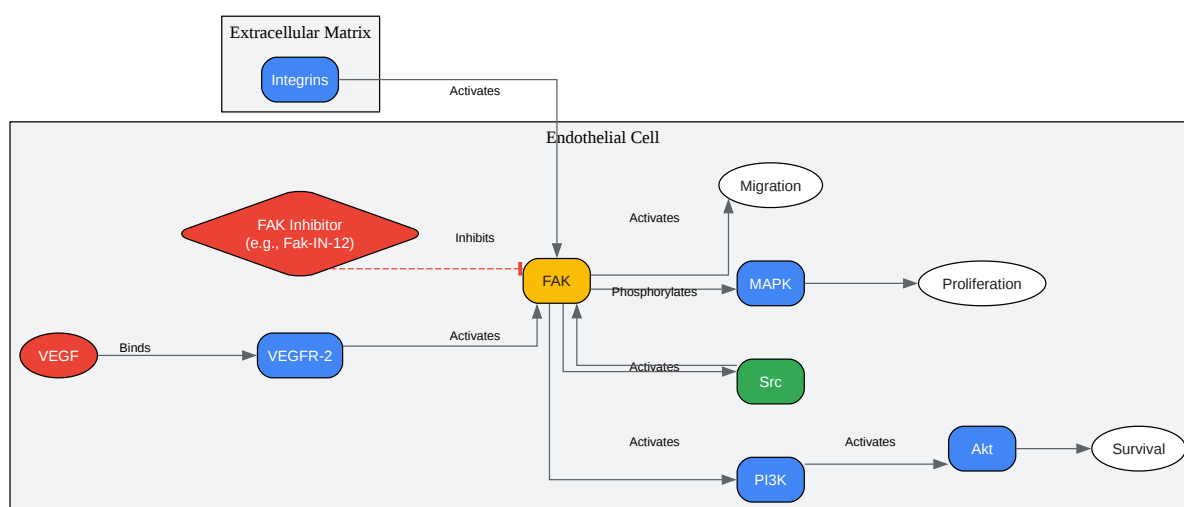 Extracellular Matrix
Integrins
Activates
Endothelial Cell
Migration
Activates
FAK Inhibitor
(e.g., Fak-IN-12)
Inhibits
FAK
Phosphorylates
MAPK
Proliferation
VEGF
Binds
VEGFR-2
Activates
Activates
Src
Activates
PI3K
Activates
Akt
Survival